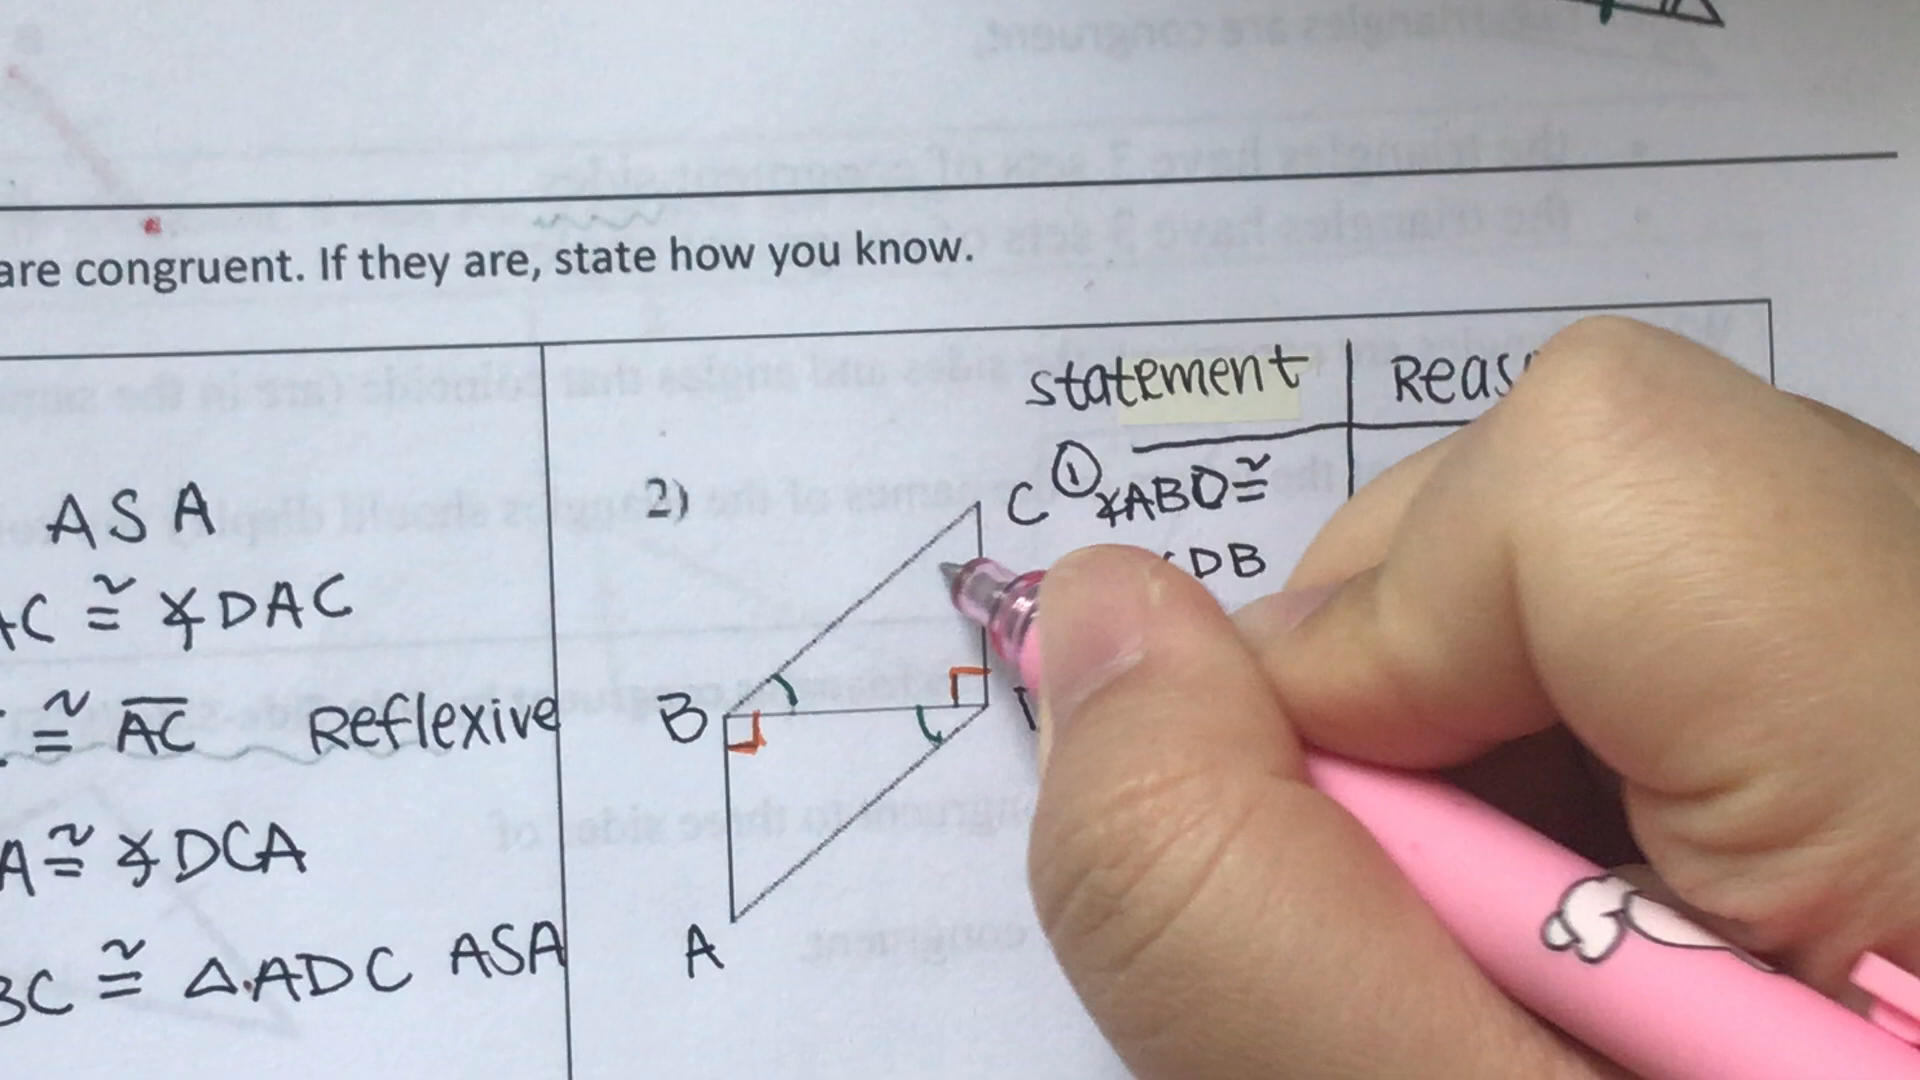 are congruent. If they are, state how you know.
statement Reas
ASA
2)
C
① ∡ABD ≅
DB
AC ≅ ∡DAC
B
≅ AC Reflexive
A ≅ ∡DCA
A
BC ≅ △ADC ASA